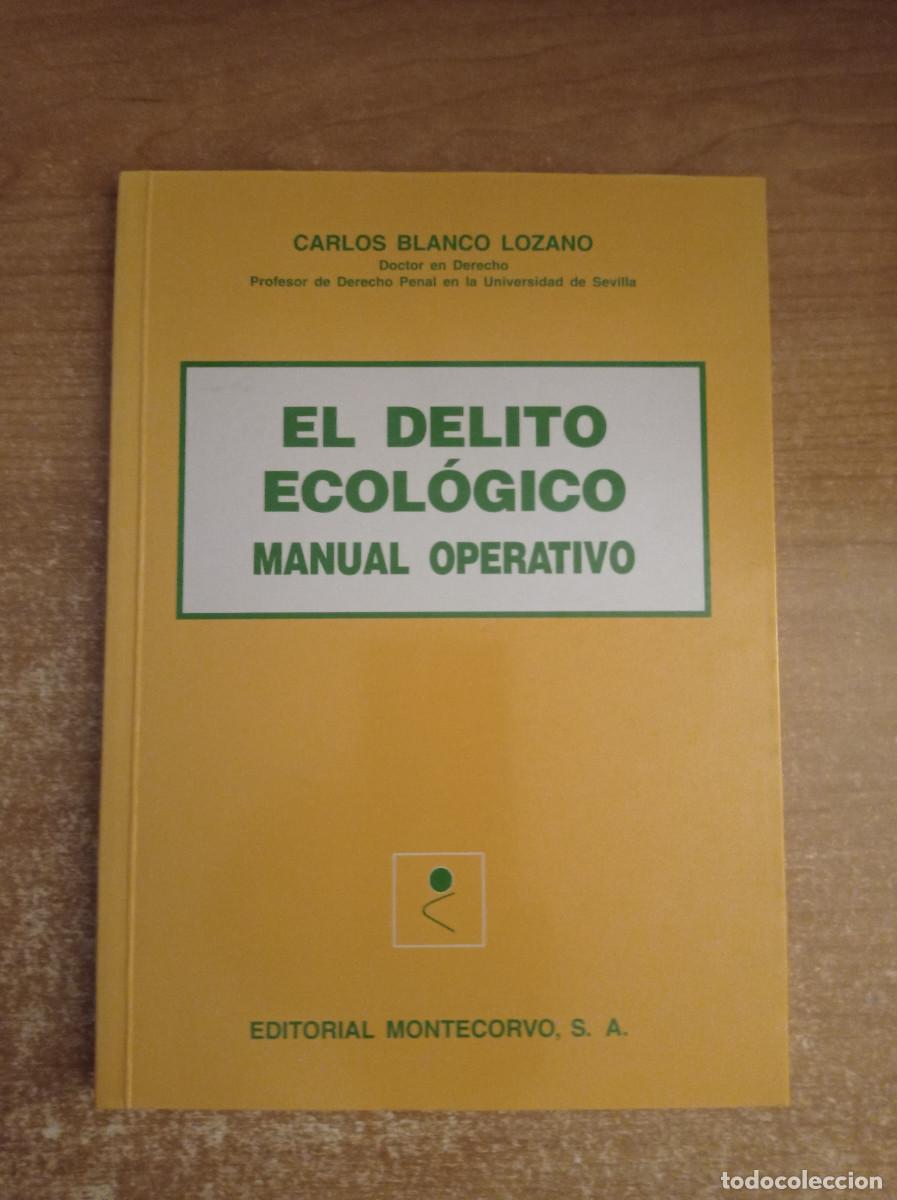 CARLOS BLANCO LOZANO
Doctor en Derecho
Profesor de Derecho Penal en la Universidad de Sevilla
EL DELITO
ECOLÓGICO
MANUAL OPERATIVO
EDITORIAL MONTECORVO, S. A.
todocoleccion